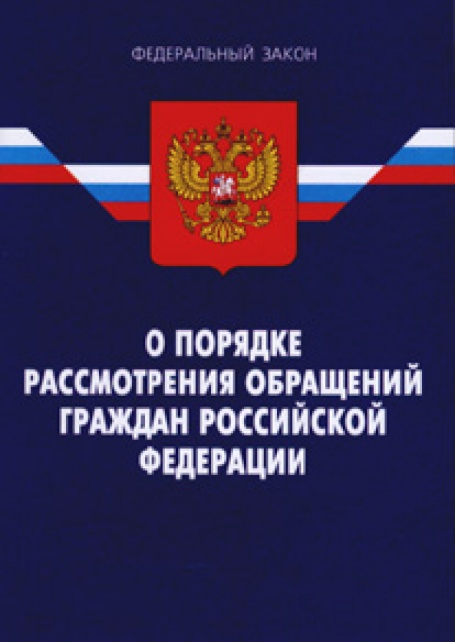 ФЕДЕРАЛЬНЫЙ ЗАКОН
О ПОРЯДКЕ
РАССМОТРЕНИЯ ОБРАЩЕНИЙ
ГРАЖДАН РОССИЙСКОЙ
ФЕДЕРАЦИИ